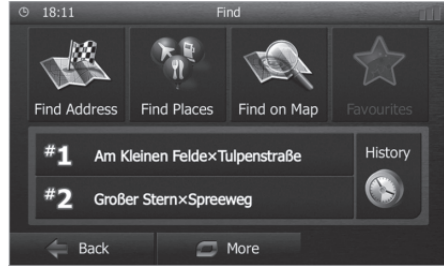 18:11 Find
Find Address Find Places Find on Map Favourites
#1 Am Kleinen Felde×Tulpenstraße History
#2 Großer Stern×Spreeweg
Back More